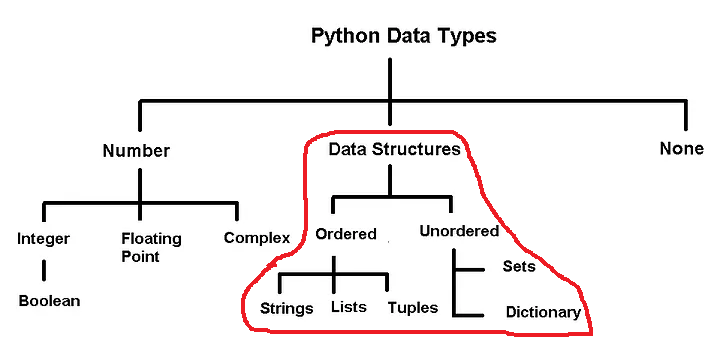 Python Data Types
Number
Data Structures
None
Integer
Floating
Point
Complex
Ordered
Unordered
Boolean
Strings
Lists
Tuples
Sets
Dictionary